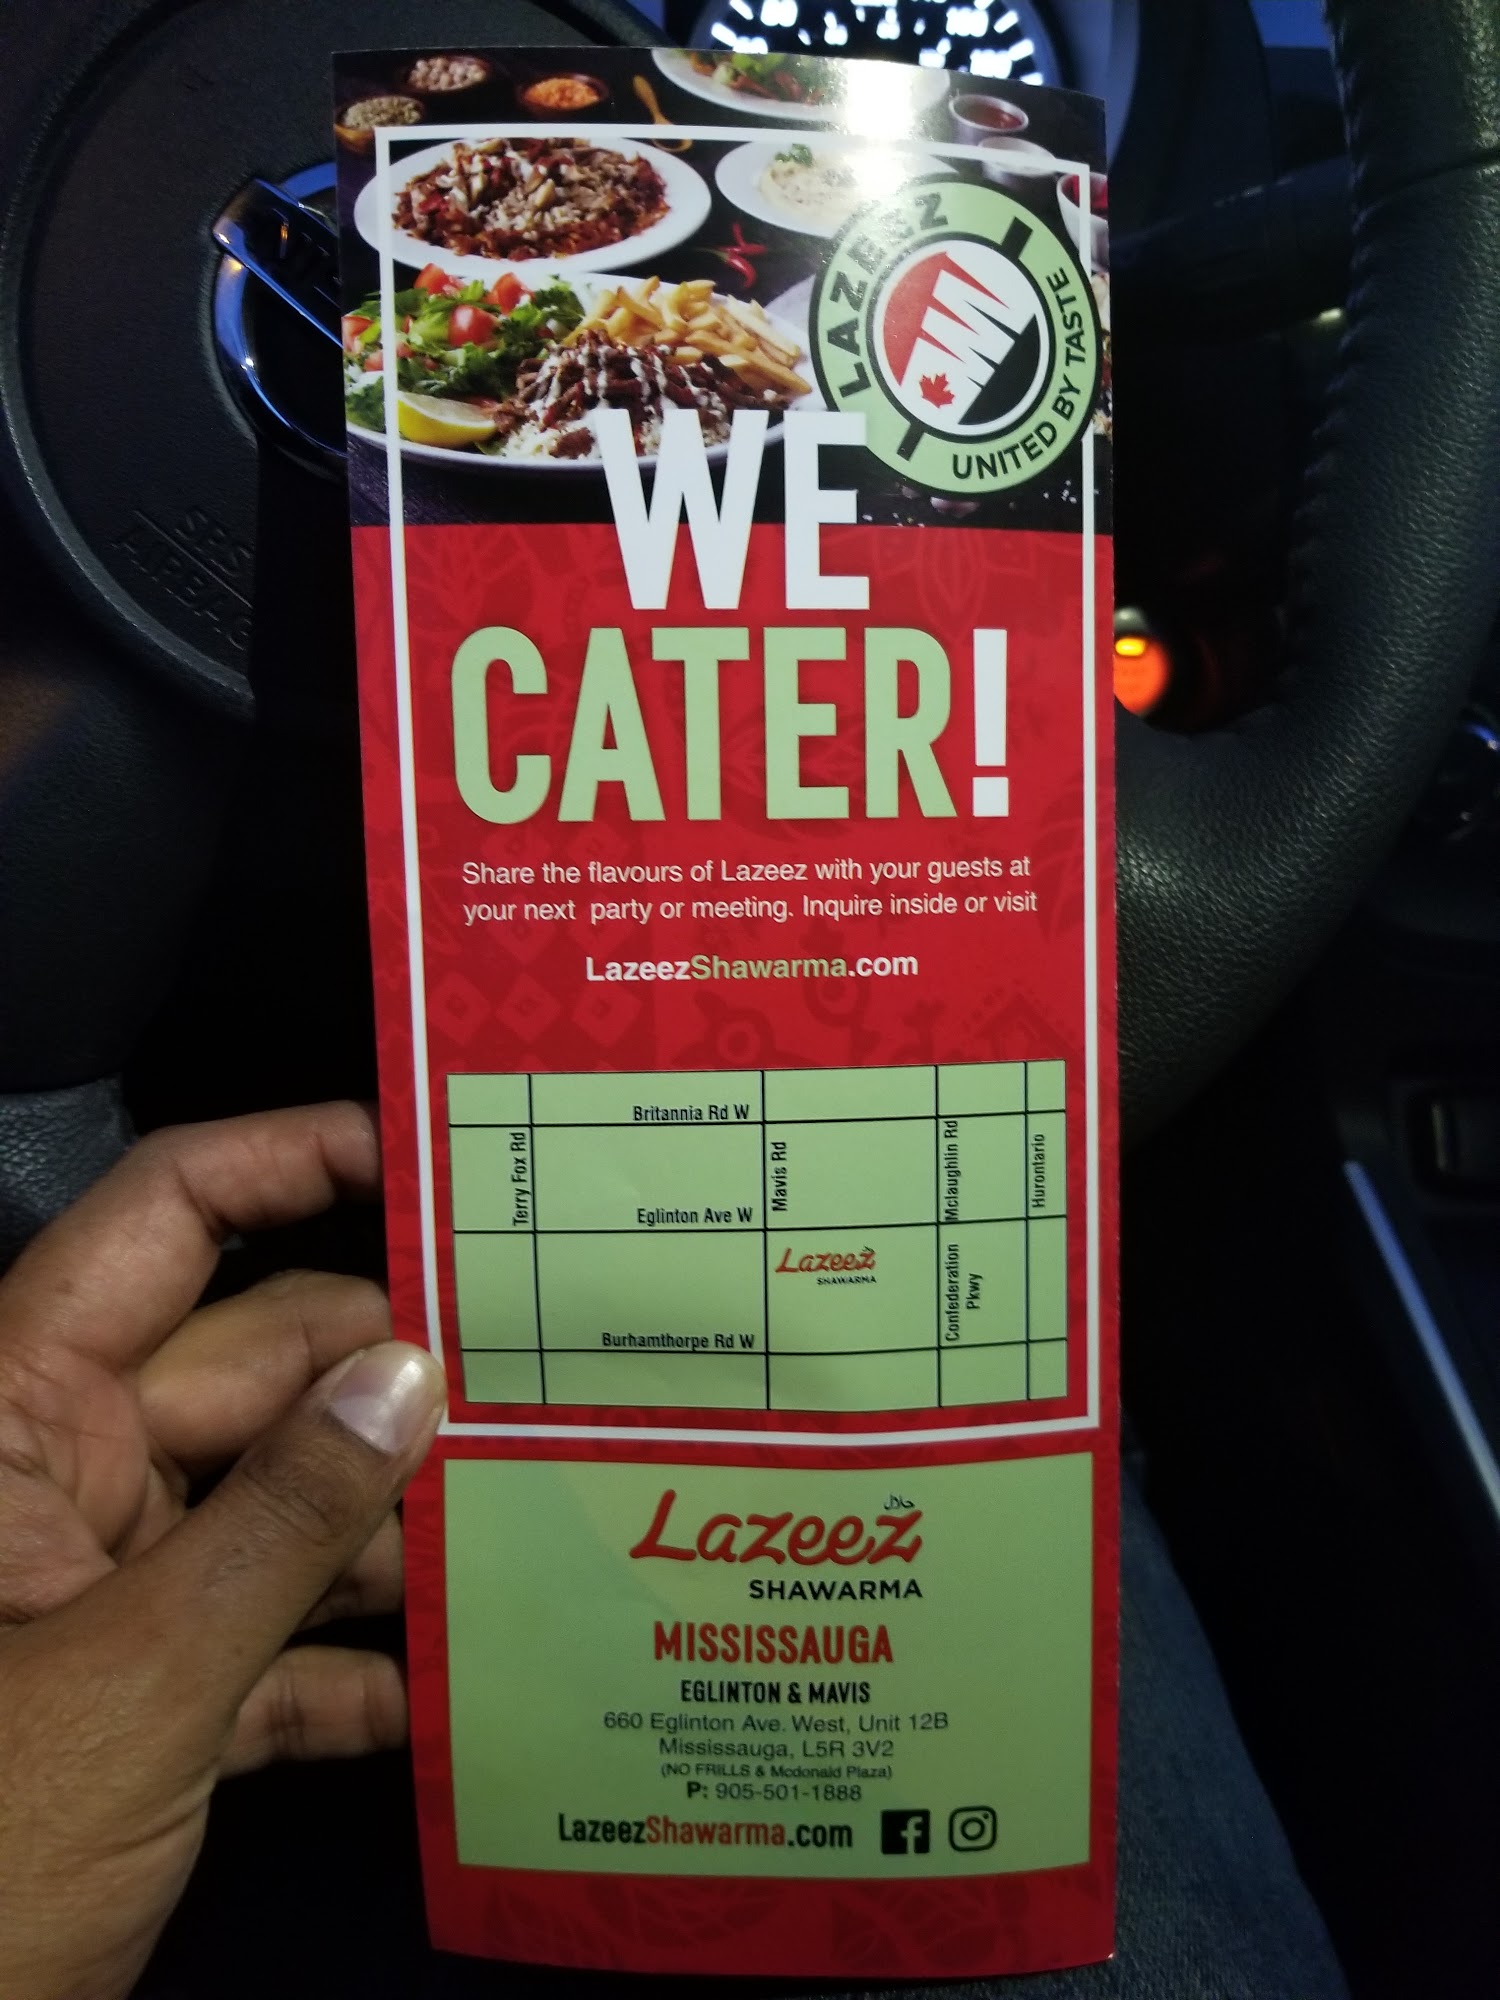 LAZEEZ
UNITED BY TASTE
WE
CATER!
Share the flavours of Lazeez with your guests at
your next party or meeting. Inquire inside or visit
LazeezShawarma.com
Britannia Rd W
Terry Fox Rd
Mavis Rd
Mclaughlin Rd
Hurontario
Eglinton Ave W
Lazeez
SHAWARMA
Confederation
Pkwy
Burhamthorpe Rd W
حلال
Lazeez
SHAWARMA
MISSISSAUGA
EGLINTON & MAVIS
660 Eglinton Ave. West, Unit 12B
Mississauga, L5R 3V2
(NO FRILLS & Mcdonald Plaza)
P: 905-501-1888
LazeezShawarma.com
SRS
AIRBAG